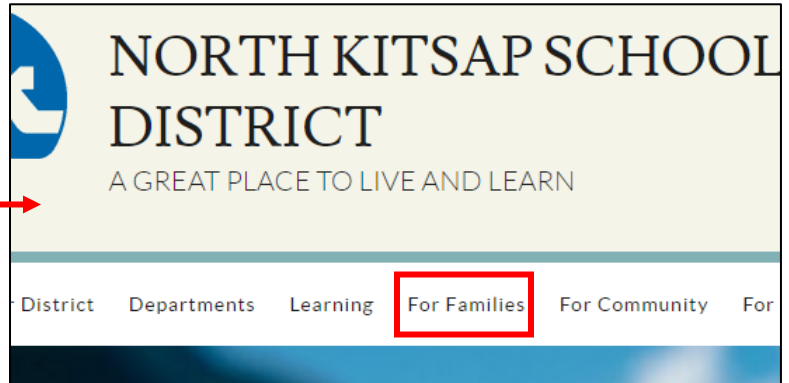 NORTH KITSAP SCHOOL
DISTRICT
A GREAT PLACE TO LIVE AND LEARN
District Departments Learning For Families For Community For